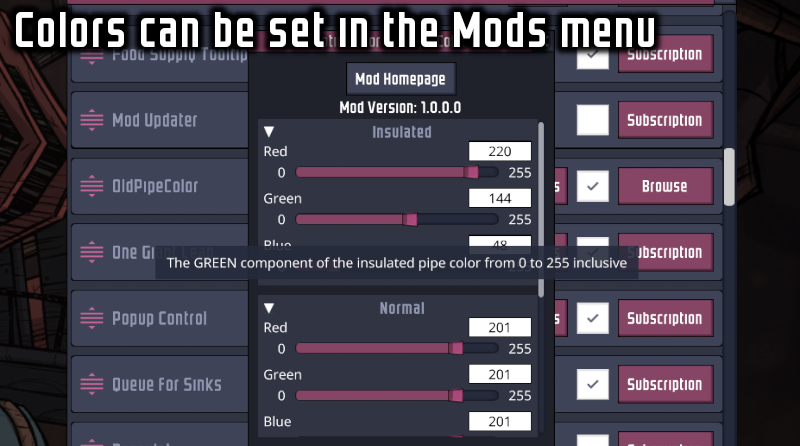 Colors can be set in the Mods menu
Food Supply Tooltip
Subscription
Mod Homepage
Mod Version: 1.0.0.0
Mod Updater
Subscription
Insulated
Red
220
0
255
OldPipeColor
Browse
Green
144
0
255
One Giant Leap
Blue
48
Subscription
The GREEN component of the insulated pipe color from 0 to 255 inclusive
Normal
Popup Control
Subscription
Red
201
0
255
Queue For Sinks
Subscription
Green
201
0
255
Blue
201